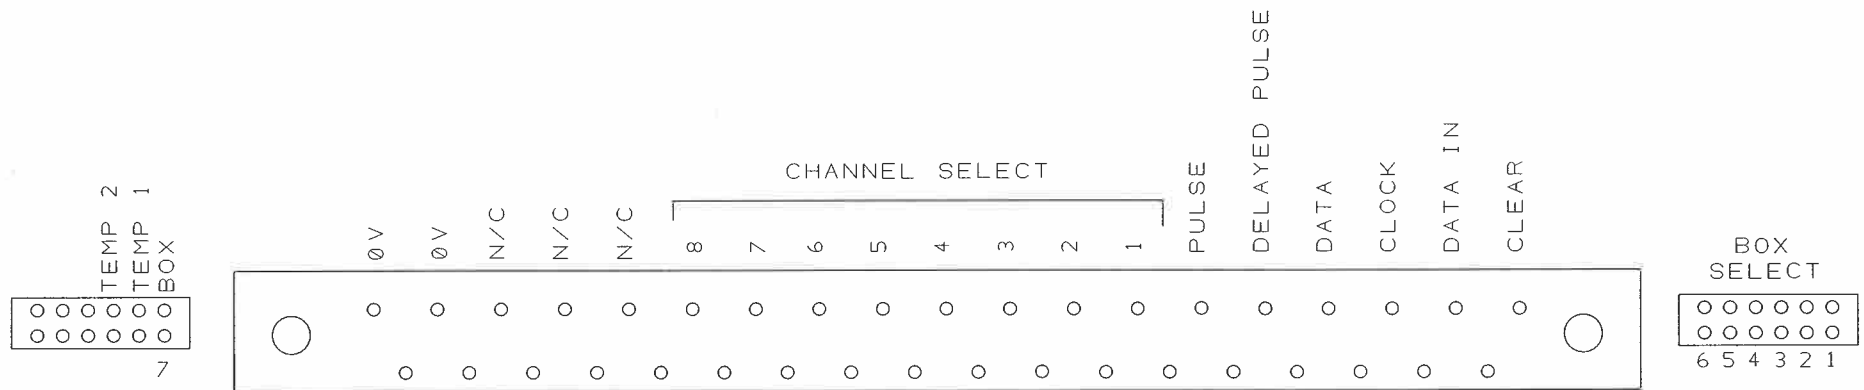 TEMP 2
TEMP 1
BOX
7
0V
0V
N/C
N/C
N/C
CHANNEL SELECT
8 7 6 5 4 3 2 1
PULSE
DELAYED PULSE
DATA
CLOCK
DATA IN
CLEAR
BOX
SELECT
6 5 4 3 2 1